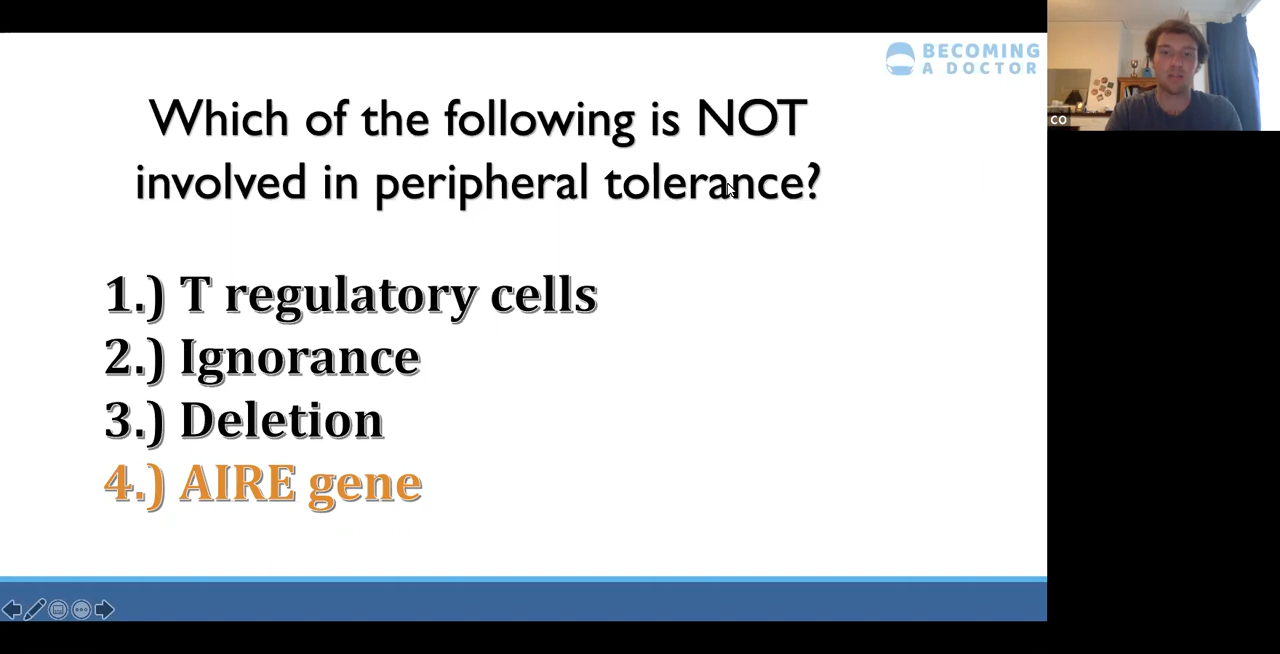 BECOMING
A DOCTOR
Which of the following is NOT
involved in peripheral tolerance?
1.) T regulatory cells
2.) Ignorance
3.) Deletion
4.) AIRE gene
CO